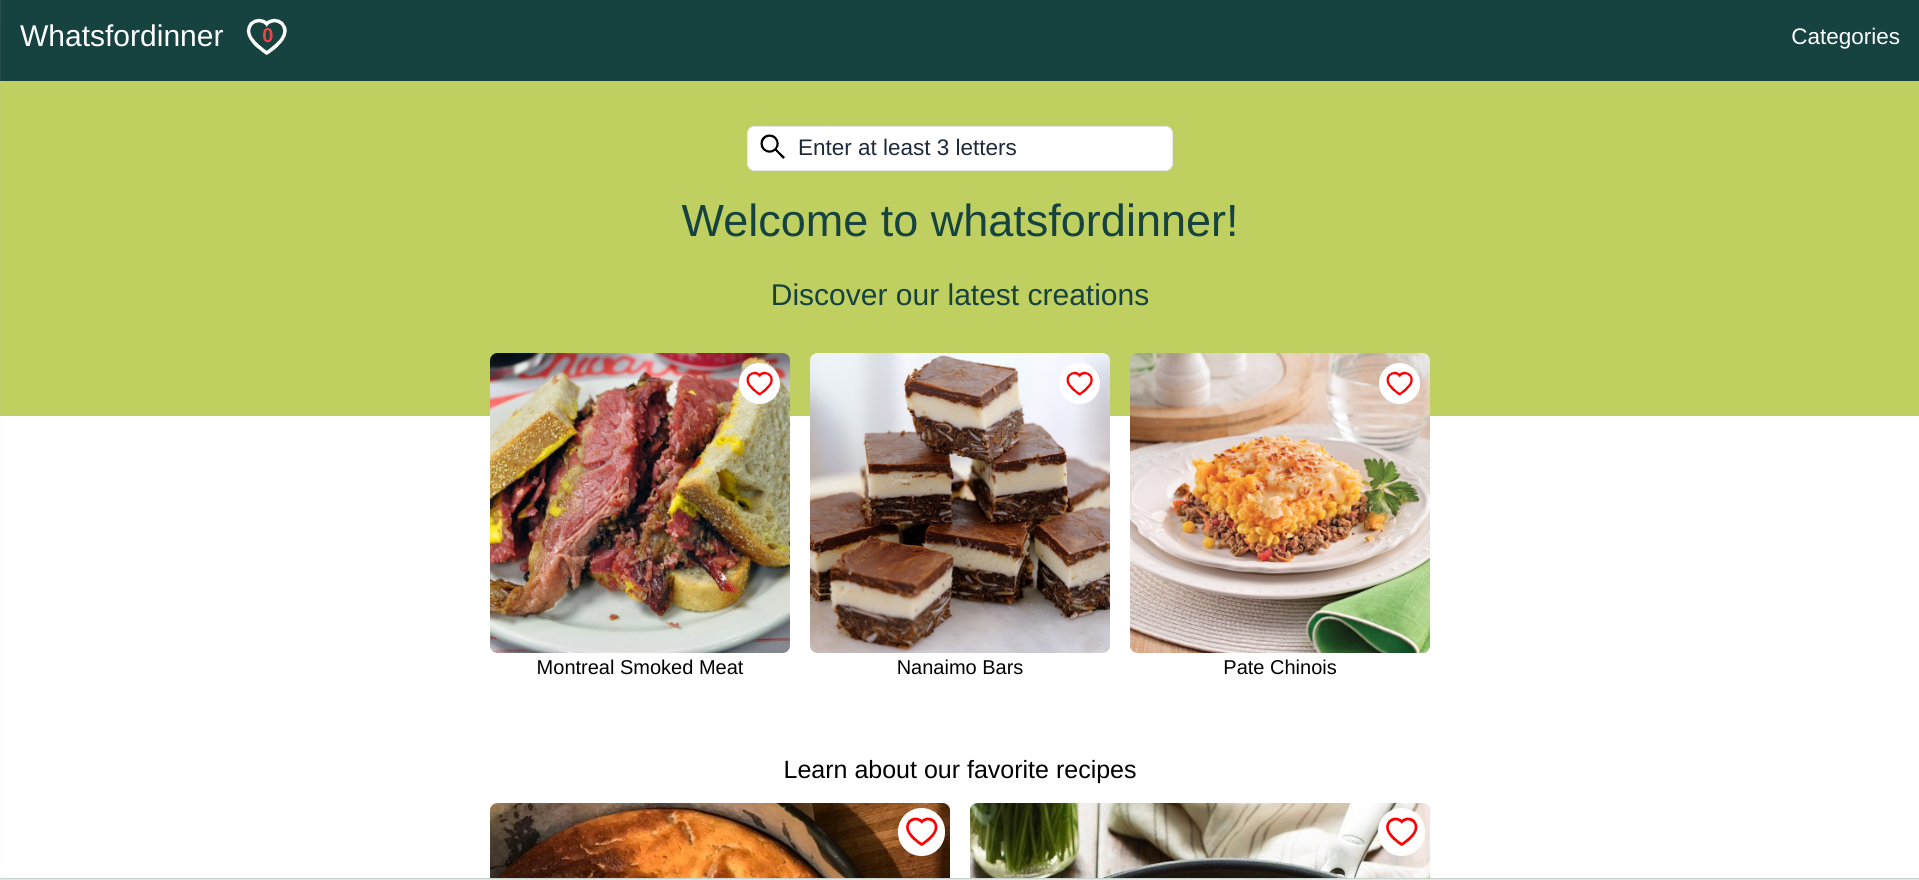 Whatsfordinner
0
Categories
Enter at least 3 letters
Welcome to whatsfordinner!
Discover our latest creations
Montreal Smoked Meat
Nanaimo Bars
Pate Chinois
Learn about our favorite recipes